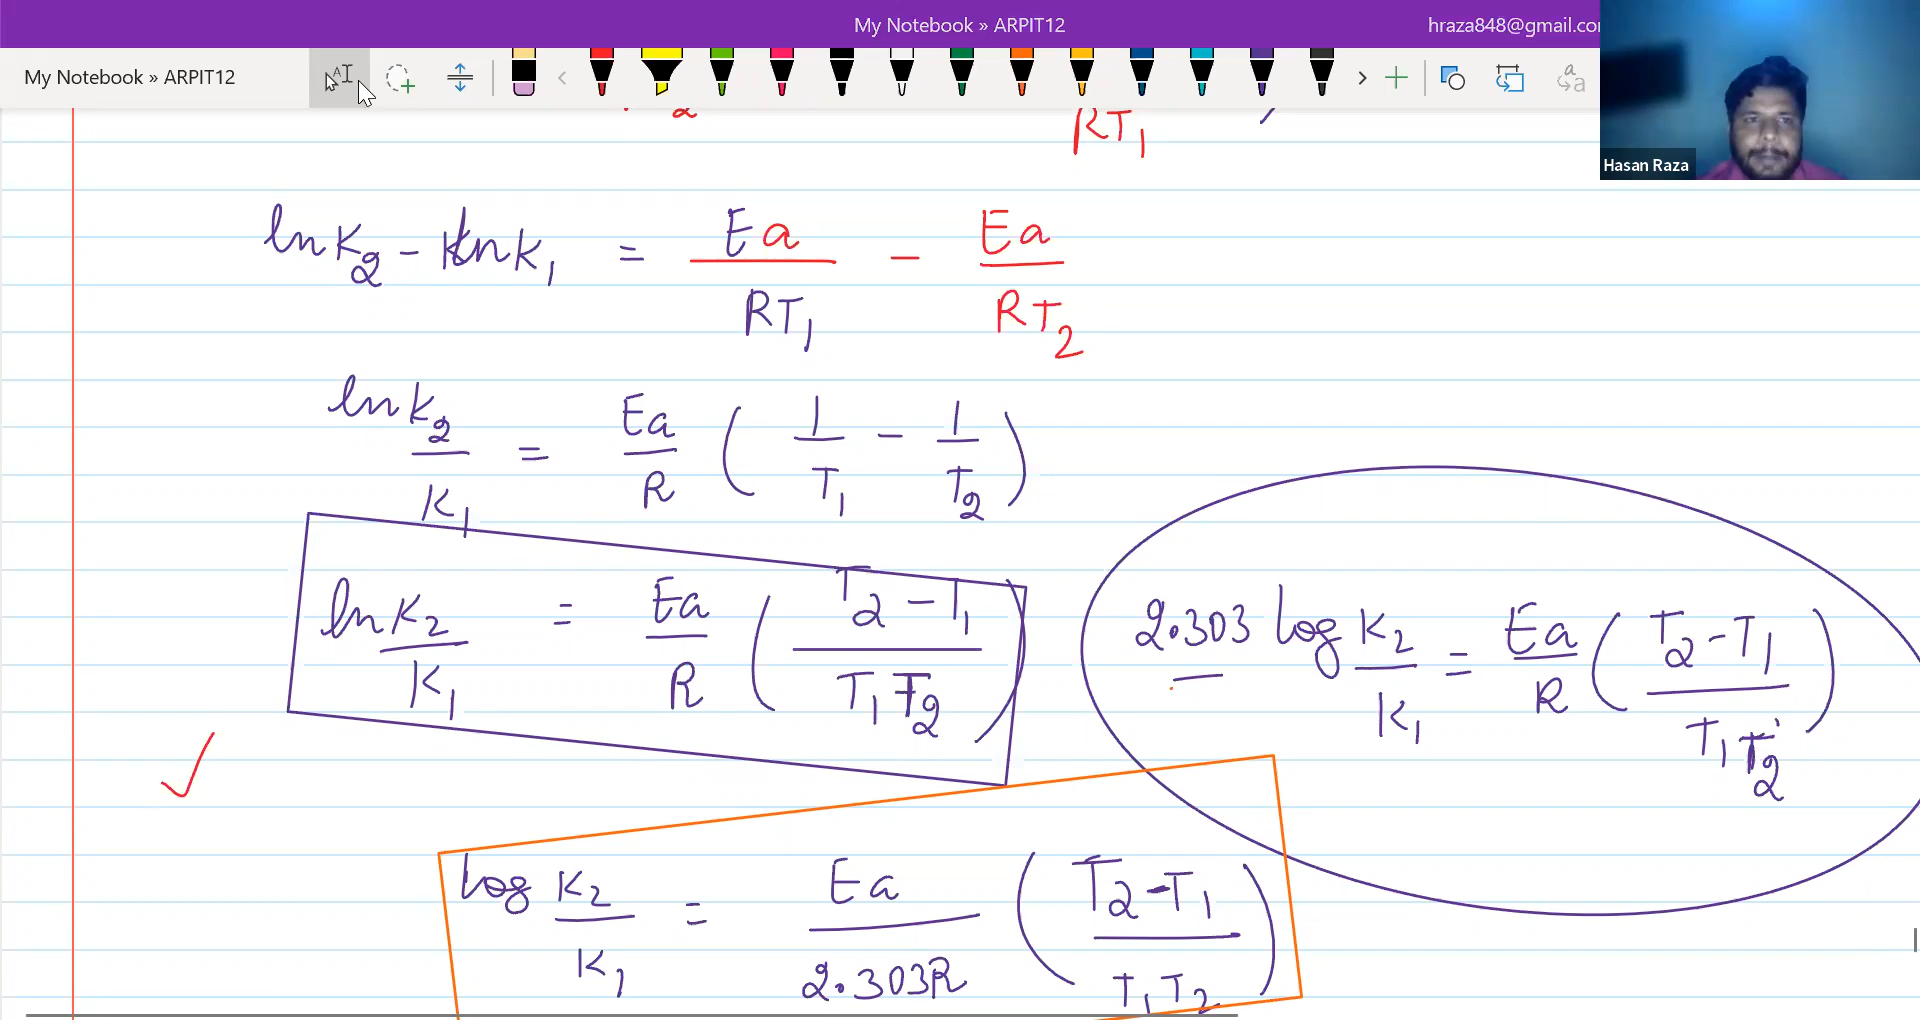 My Notebook » ARPIT12
hraza848@gmail.co
My Notebook » ARPIT12
Hasan Raza
RT₁
ln K₂ - ln K₁ = Ea/RT₁ - Ea/RT₂
ln K₂/K₁ = Ea/R (1/T₁ - 1/T₂)
ln K₂/K₁ = Ea/R (T₂ - T₁/T₁T₂)
2.303 log K₂/K₁ = Ea/R (T₂ - T₁/T₁T₂)
log K₂/K₁ = Ea/2.303R (T₂ - T₁/T₁T₂)